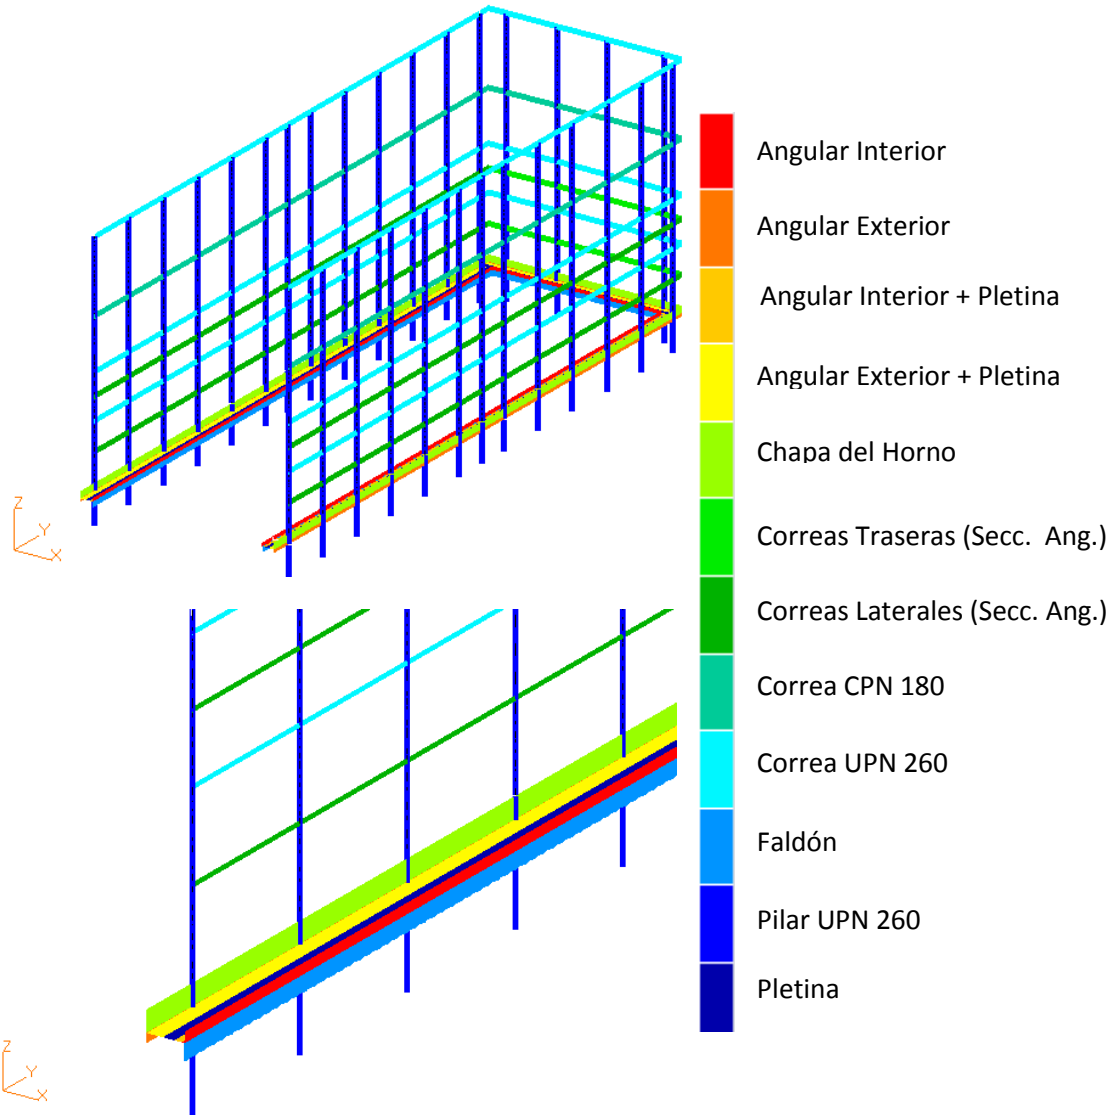 Angular Interior
Angular Exterior
Angular Interior + Pletina
Angular Exterior + Pletina
Chapa del Horno
Correas Traseras (Secc. Ang.)
Correas Laterales (Secc. Ang.)
Correa CPN 180
Correa UPN 260
Faldón
Pilar UPN 260
Pletina
Z
Y
X
Z
Y
X